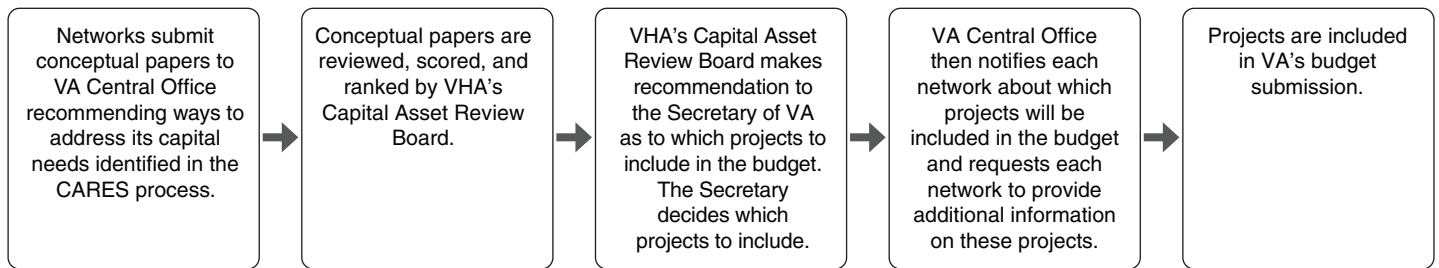 Networks submit
conceptual papers to
VA Central Office
recommending ways to
address its capital
needs identified in the
CARES process.
Conceptual papers are
reviewed, scored, and
ranked by VHA's
Capital Asset Review
Board.
VHA's Capital Asset
Review Board makes
recommendation to
the Secretary of VA
as to which projects to
include in the budget.
The Secretary
decides which
projects to include.
VA Central Office
then notifies each
network about which
projects will be
included in the budget
and requests each
network to provide
additional information
on these projects.
Projects are included
in VA's budget
submission.